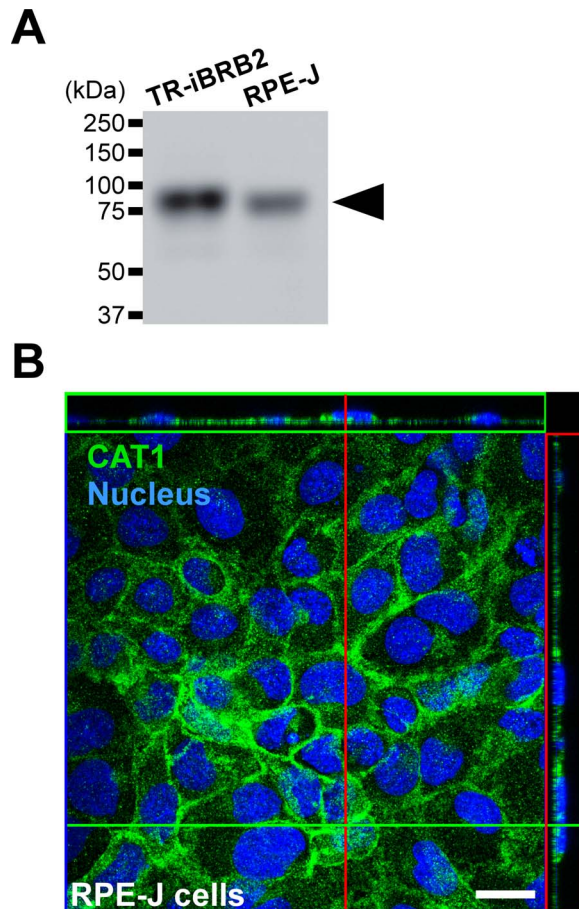 A
(kDa)
TR-iBRB2
RPE-J
250
150
100
75
50
37
B
CAT1
Nucleus
RPE-J cells